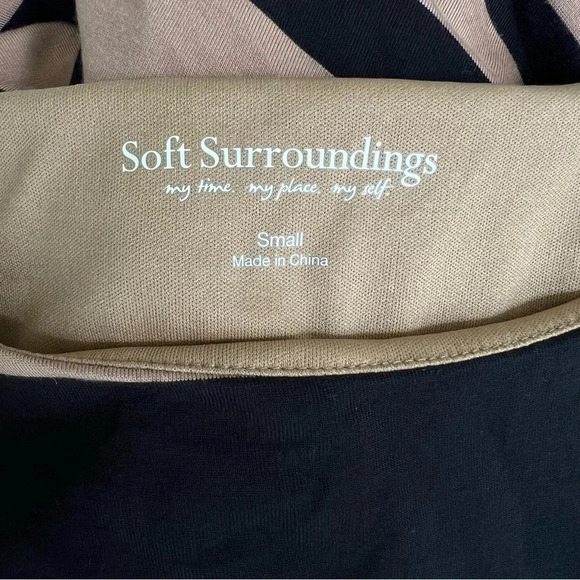 Soft Surroundings
my time. my place. my self.
Small
Made in China